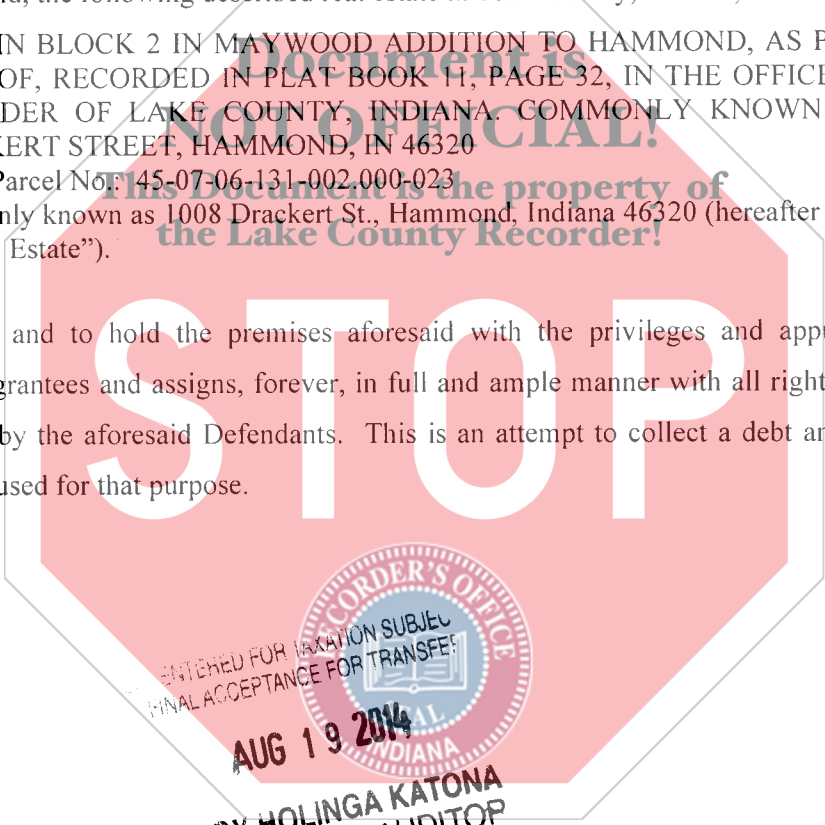 IN BLOCK 2 IN MAYWOOD ADDITION TO HAMMOND, AS P
OF, RECORDED IN PLAT BOOK 11, PAGE 32, IN THE OFFICE
DER OF LAKE COUNTY, INDIANA. COMMONLY KNOWN
KERT STREET, HAMMOND, IN 46320
Parcel No.: 45-07-06-131-002.000-023
nly known as 1008 Drackert St., Hammond, Indiana 46320 (hereafter
Estate”).
Document is
NOT OFFICIAL!
This Document is the property of
the Lake County Recorder!
STOP
and to hold the premises aforesaid with the privileges and app
grantees and assigns, forever, in full and ample manner with all right
by the aforesaid Defendants. This is an attempt to collect a debt an
used for that purpose.
RECORDER'S OFFICE
INDIANA
ENTERED FOR TAXATION SUBJEC
FINAL ACCEPTANCE FOR TRANSFER
AUG 19 2014
HOLINGA KATONA